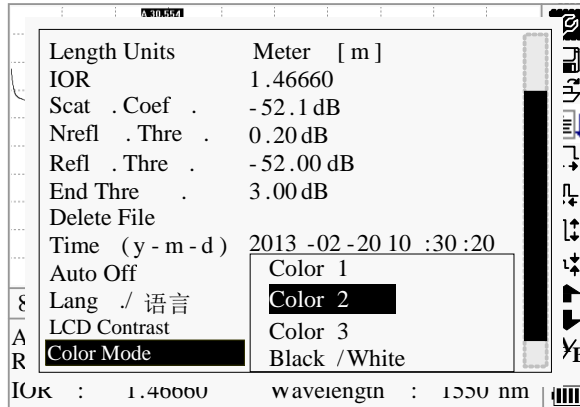 A 30.554
Length Units Meter [ m ]
IOR 1.46660
Scat . Coef . -52.1 dB
Nrefl . Thre . 0.20 dB
Refl . Thre . -52.00 dB
End Thre . 3.00 dB
Delete File
Time ( y - m - d ) 2013 -02 -20 10 :30 :20
Auto Off Color 1
Lang ./ 语言 Color 2
LCD Contrast Color 3
Color Mode Black /White
A
R
IOR : 1.46660 Wavelength : 1550 nm